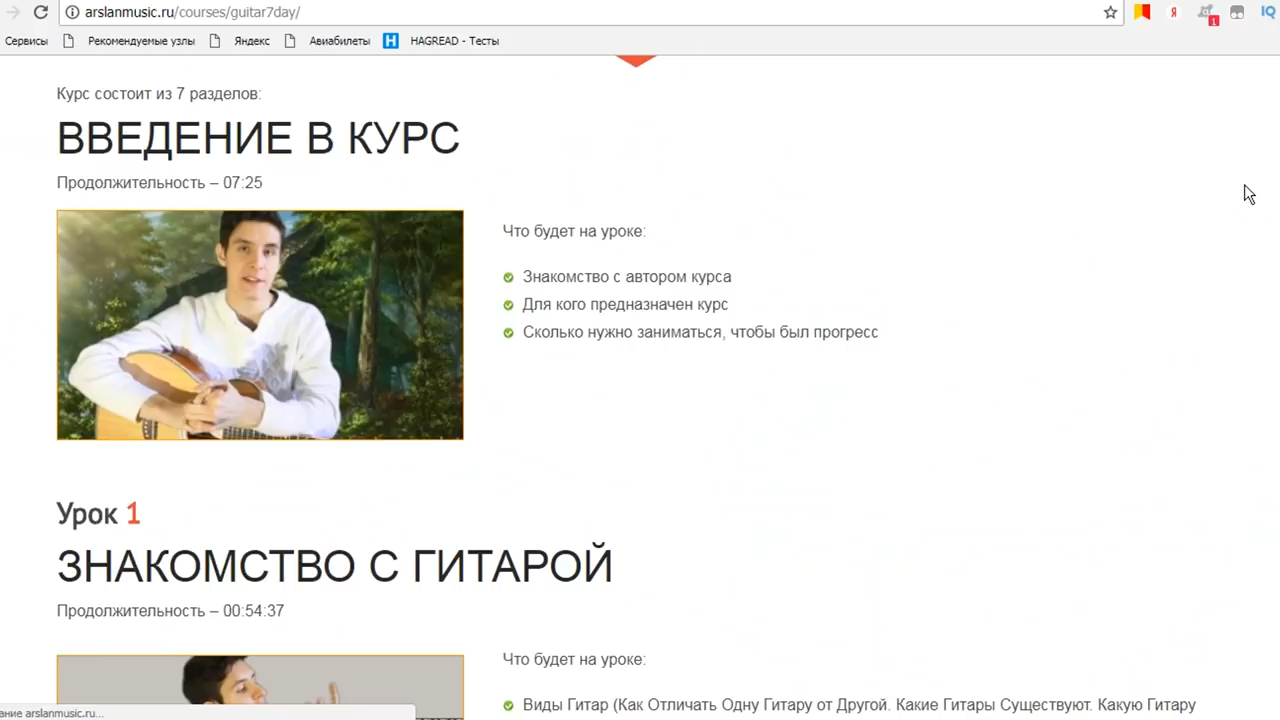 arslanmusic.ru/courses/guitar7day/
Я
1
IQ
Сервисы
Рекомендуемые узлы
Яндекс
Авиабилеты
H
HAGREAD - Тесты
Курс состоит из 7 разделов:
ВВЕДЕНИЕ В КУРС
Продолжительность – 07:25
Что будет на уроке:
Знакомство с автором курса
Для кого предназначен курс
Сколько нужно заниматься, чтобы был прогресс
Урок 1
ЗНАКОМСТВО С ГИТАРОЙ
Продолжительность – 00:54:37
Что будет на уроке:
Виды Гитар (Как Отличать Одну Гитару от Другой. Какие Гитары Существуют. Какую Гитару
ание arslanmusic.ru...